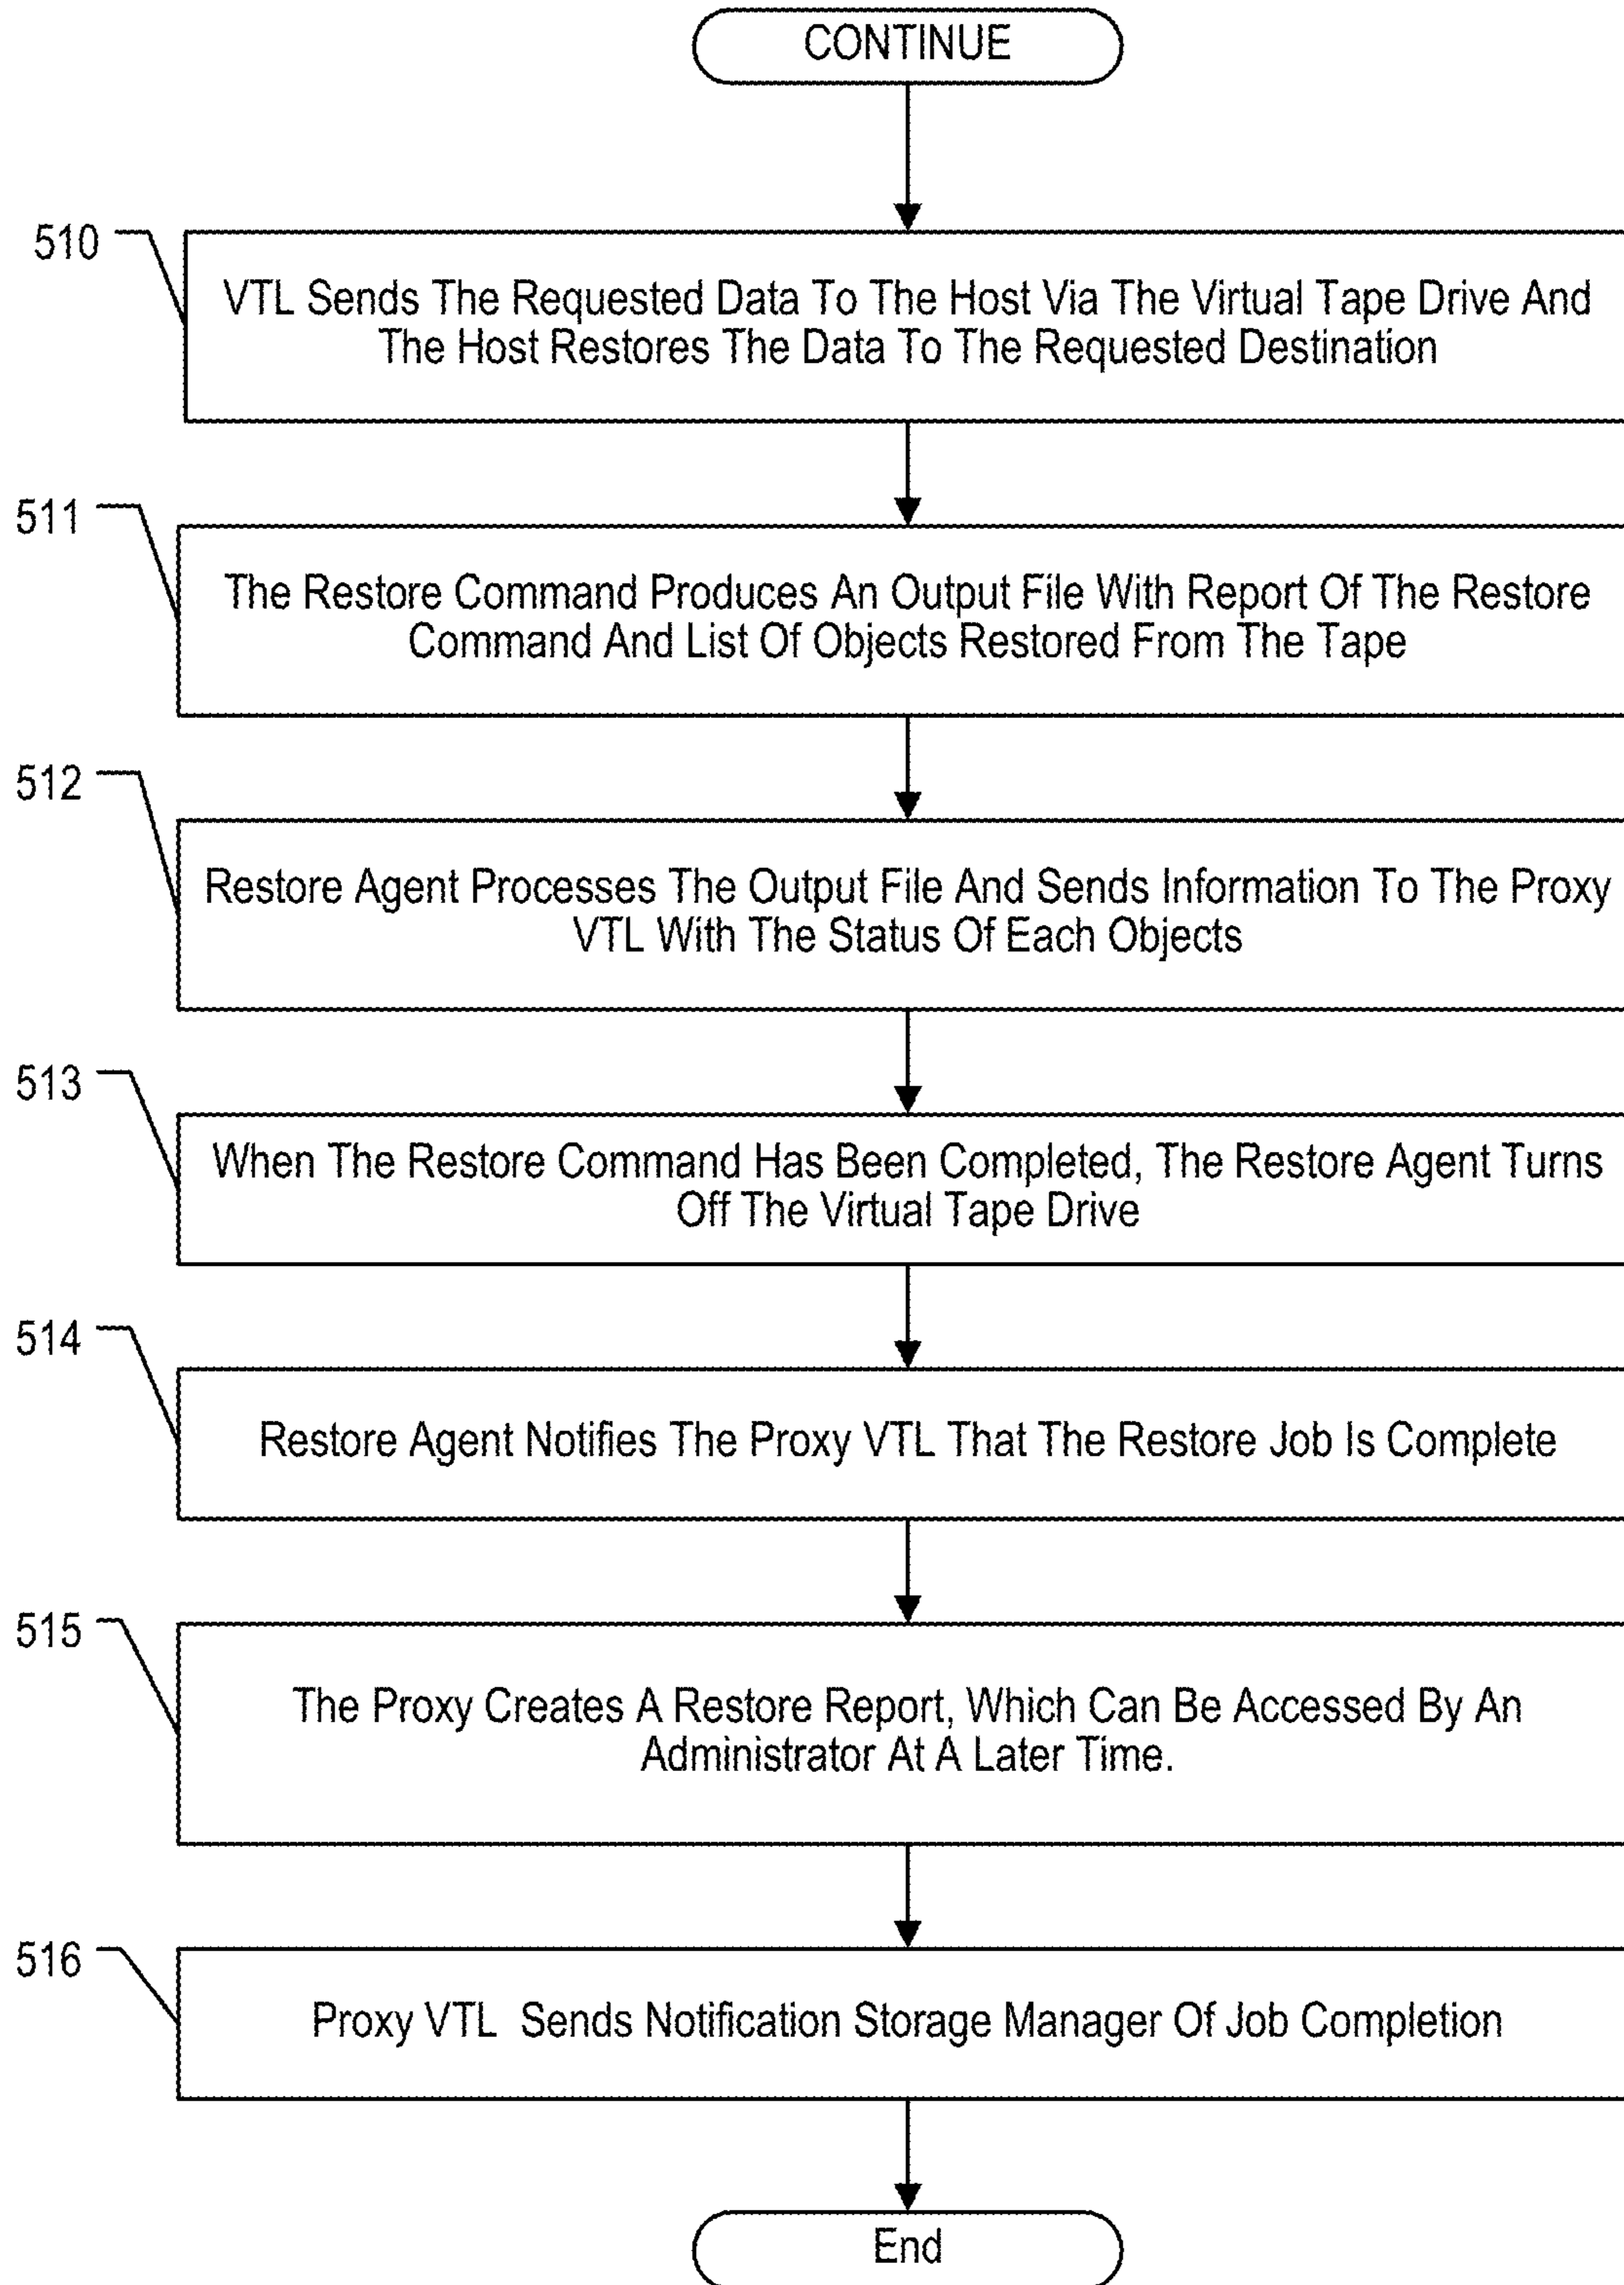 CONTINUE
510
VTL Sends The Requested Data To The Host Via The Virtual Tape Drive And
The Host Restores The Data To The Requested Destination
511
The Restore Command Produces An Output File With Report Of The Restore
Command And List Of Objects Restored From The Tape
512
Restore Agent Processes The Output File And Sends Information To The Proxy
VTL With The Status Of Each Objects
513
When The Restore Command Has Been Completed, The Restore Agent Turns
Off The Virtual Tape Drive
514
Restore Agent Notifies The Proxy VTL That The Restore Job Is Complete
515
The Proxy Creates A Restore Report, Which Can Be Accessed By An
Administrator At A Later Time.
516
Proxy VTL Sends Notification Storage Manager Of Job Completion
End